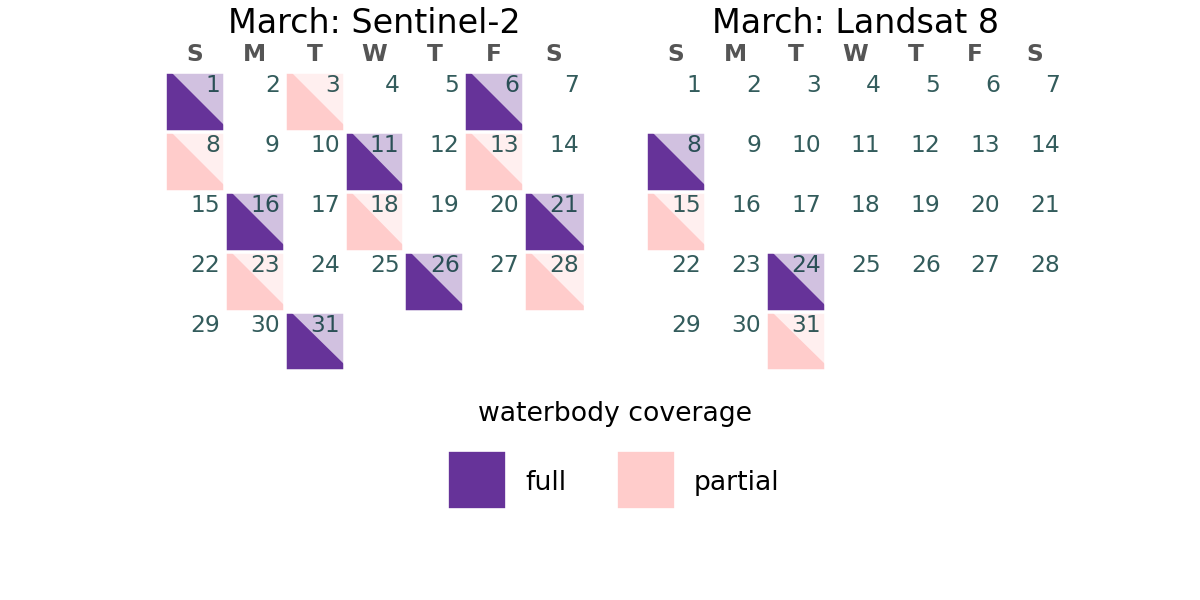 March: Sentinel-2
S M T W T F S
1 2 3 4 5 6 7
8 9 10 11 12 13 14
15 16 17 18 19 20 21
22 23 24 25 26 27 28
29 30 31
March: Landsat 8
S M T W T F S
1 2 3 4 5 6 7
8 9 10 11 12 13 14
15 16 17 18 19 20 21
22 23 24 25 26 27 28
29 30 31
waterbody coverage
full
partial